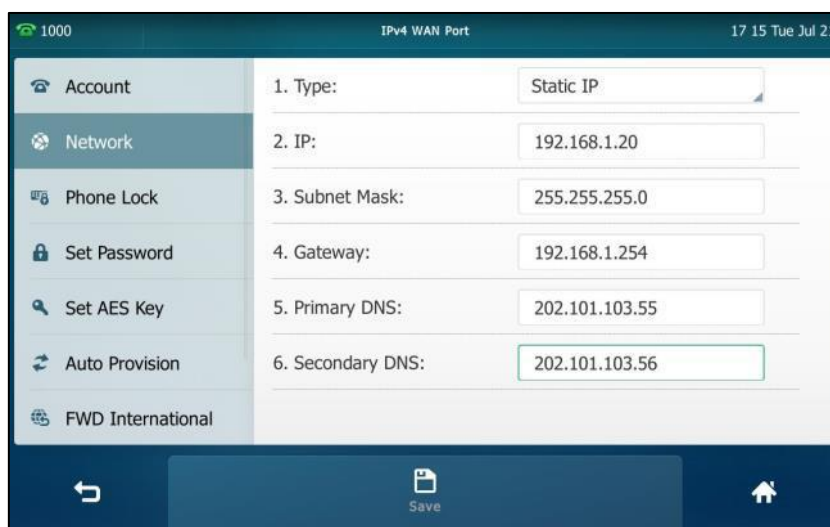 1000 IPv4 WAN Port 17 15 Tue Jul 2
Account
Network
Phone Lock
Set Password
Set AES Key
Auto Provision
FWD International
1. Type: Static IP
2. IP: 192.168.1.20
3. Subnet Mask: 255.255.255.0
4. Gateway: 192.168.1.254
5. Primary DNS: 202.101.103.55
6. Secondary DNS: 202.101.103.56
Save